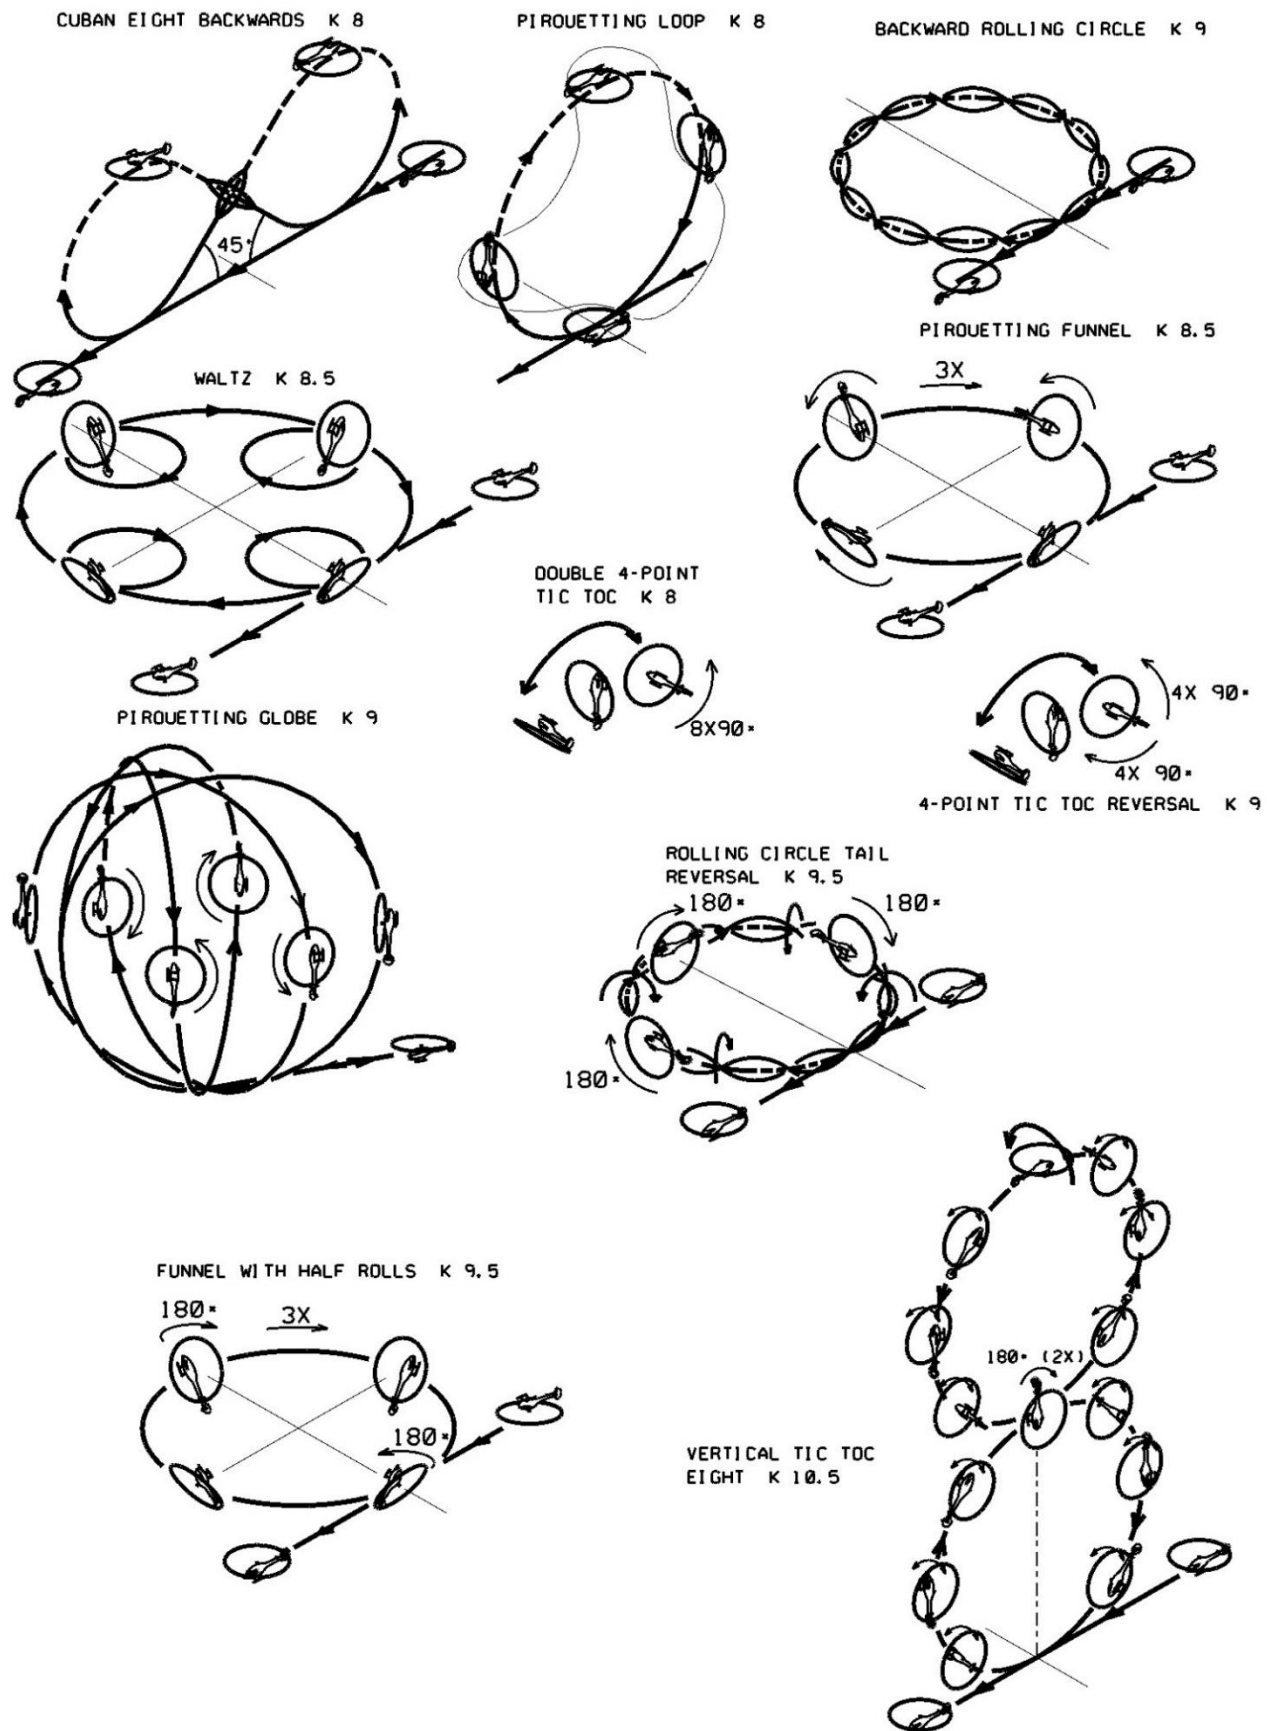 CUBAN EIGHT BACKWARDS K 8
PIROUETTING LOOP K 8
BACKWARD ROLLING CIRCLE K 9
45°
PIROUETTING FUNNEL K 8.5
3X
WALTZ K 8.5
DOUBLE 4-POINT
TIC TOC K 8
8X90°
4X 90°
4X 90°
4-POINT TIC TOC REVERSAL K 9
PIROUETTING GLOBE K 9
ROLLING CIRCLE TAIL
REVERSAL K 9.5
180°
180°
180°
FUNNEL WITH HALF ROLLS K 9.5
180°
3X
180°
180° (2X)
VERTICAL TIC TOC
EIGHT K 10.5